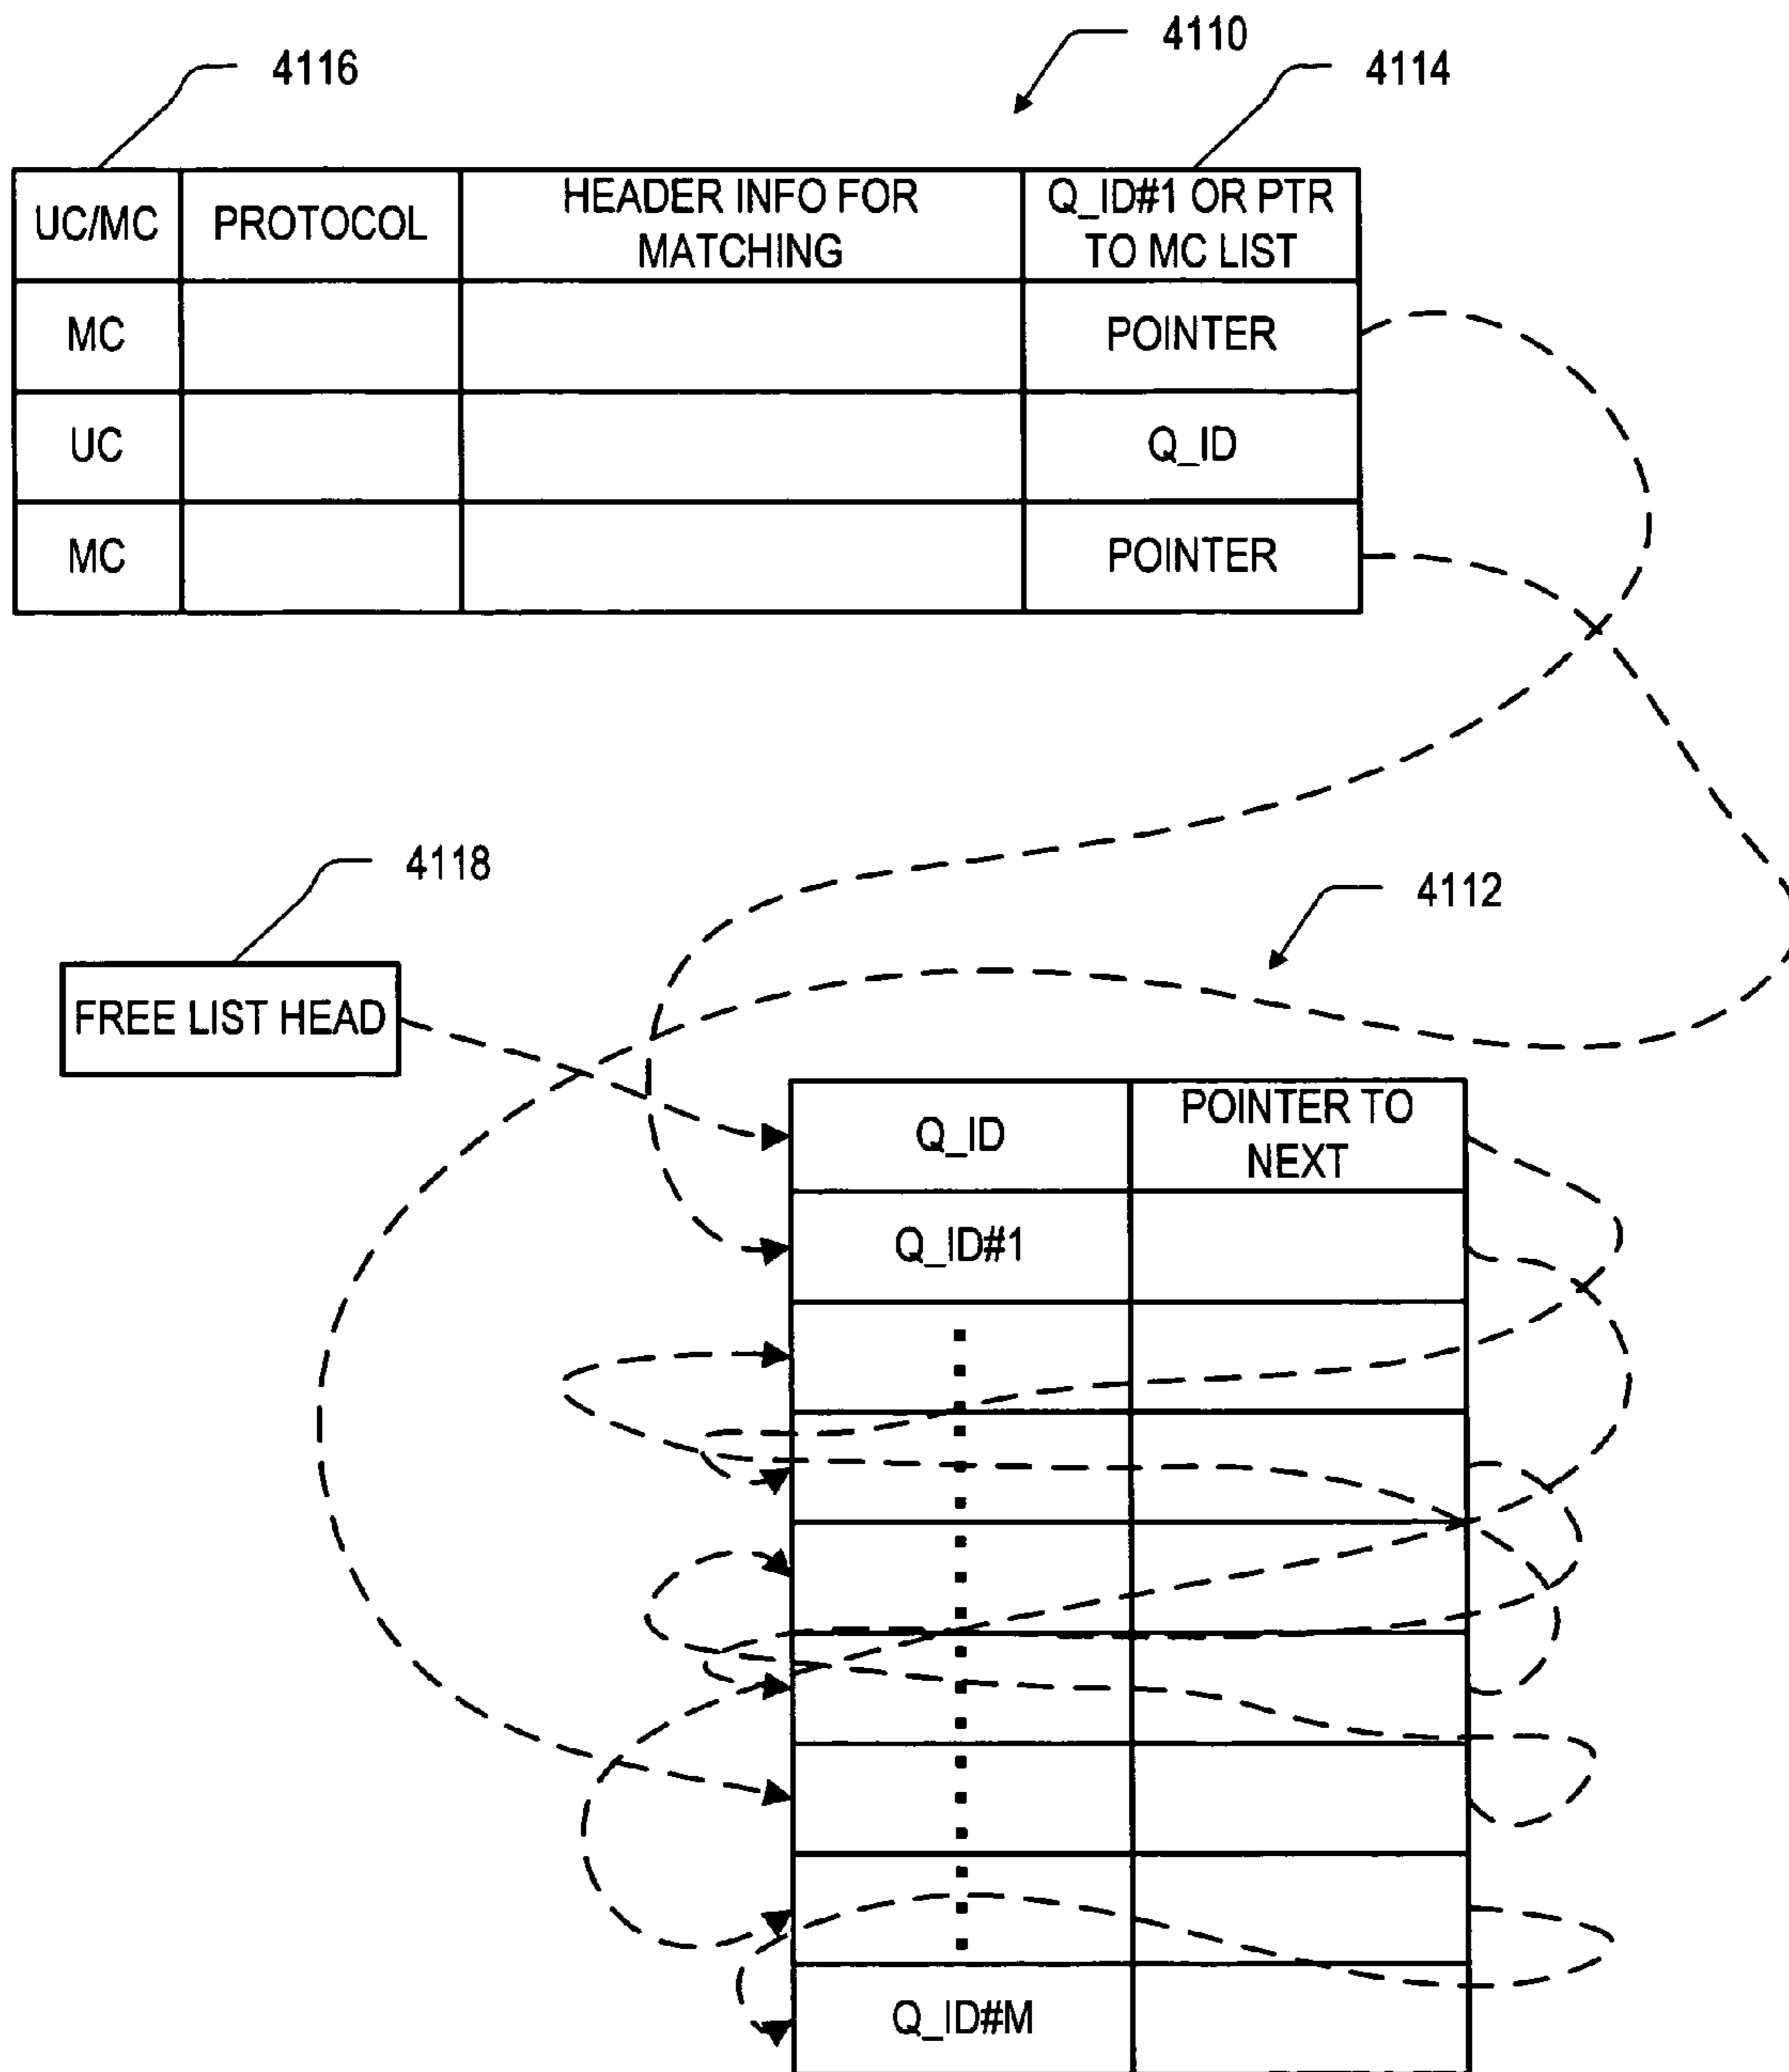 4110
4116
4114
UC/MC
PROTOCOL
HEADER INFO FOR
MATCHING
Q_ID#1 OR PTR
TO MC LIST
MC
POINTER
UC
Q_ID
MC
POINTER
4118
4112
FREE LIST HEAD
Q_ID
POINTER TO
NEXT
Q_ID#1
Q_ID#M